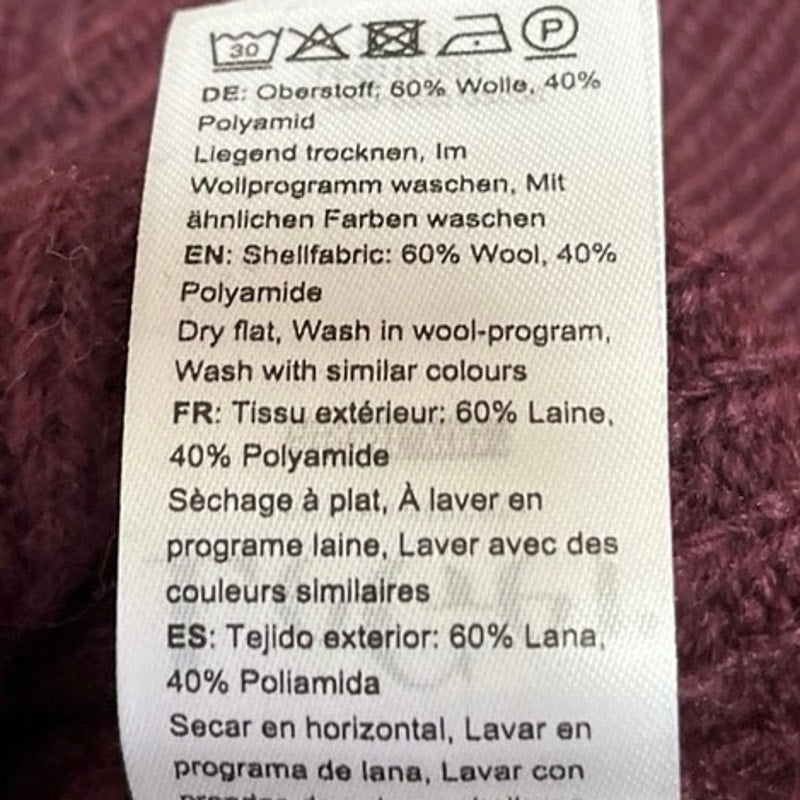 30
P
DE: Oberstoff: 60% Wolle, 40%
Polyamid
Liegend trocknen, Im
Wollprogramm waschen, Mit
ähnlichen Farben waschen
EN: Shellfabric: 60% Wool, 40%
Polyamide
Dry flat, Wash in wool-program,
Wash with similar colours
FR: Tissu extérieur: 60% Laine,
40% Polyamide
Sèchage à plat, À laver en
programe laine, Laver avec des
couleurs similaires
ES: Tejido exterior: 60% Lana,
40% Poliamida
Secar en horizontal, Lavar en
programa de lana, Lavar con